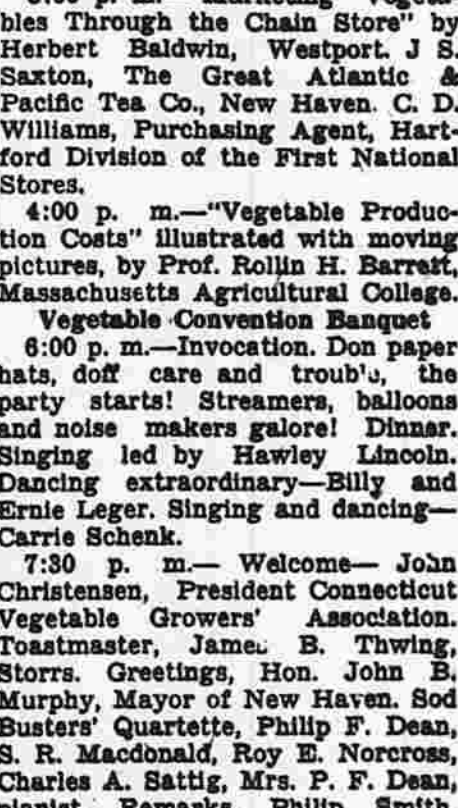 bles Through the Chain Store" by
Herbert Baldwin, Westport. J S.
Saxton, The Great Atlantic &
Pacific Tea Co., New Haven. C. D.
Williams, Purchasing Agent, Hart-
ford Division of the First National
Stores.
4:00 p. m.—"Vegetable Produc-
tion Costs" illustrated with moving
pictures, by Prof. Rollin H. Barrett,
Massachusetts Agricultural College.
Vegetable Convention Banquet
6:00 p. m.—Invocation. Don paper
hats, doff care and the
party starts! Streamers, balloons
and noise makers galore! Dinner.
Singing led by Hawley Lincoln.
Dancing extraordinary—Billy and
Ernie Leger. Singing and dancing—
Carrie Schenk.
7:30 p. m.— Welcome— John
Christensen, President Connecticut
Vegetable Growers' Association.
Toastmaster, James B. Thwing,
Storrs. Greetings, Hon. John B.
Murphy, Mayor of New Haven. Sod
Busters' Quartette, Philip F. Dean,
S. R. Macdonald, Roy E. Norcross,
Charles A. Sattig, Mrs. P. F. Dean,
pianist. Remarks, Philip Smith,